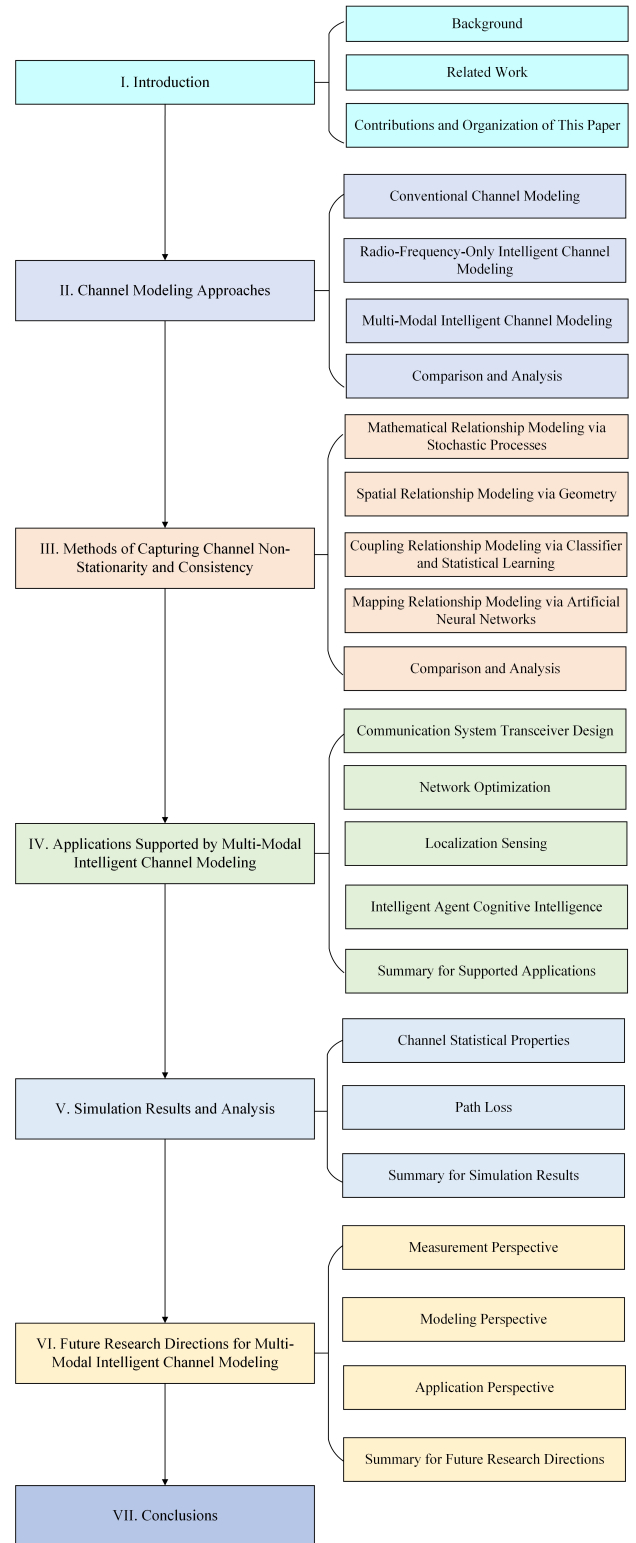 I. Introduction
Background
Related Work
Contributions and Organization of This Paper
II. Channel Modeling Approaches
Conventional Channel Modeling
Radio-Frequency-Only Intelligent Channel
Modeling
Multi-Modal Intelligent Channel Modeling
Comparison and Analysis
III. Methods of Capturing Channel Non-
Stationarity and Consistency
Mathematical Relationship Modeling via
Stochastic Processes
Spatial Relationship Modeling via Geometry
Coupling Relationship Modeling via Classifier
and Statistical Learning
Mapping Relationship Modeling via Artificial
Neural Networks
Comparison and Analysis
IV. Applications Supported by Multi-Modal
Intelligent Channel Modeling
Communication System Transceiver Design
Network Optimization
Localization Sensing
Intelligent Agent Cognitive Intelligence
Summary for Supported Applications
V. Simulation Results and Analysis
Channel Statistical Properties
Path Loss
Summary for Simulation Results
VI. Future Research Directions for Multi-
Modal Intelligent Channel Modeling
Measurement Perspective
Modeling Perspective
Application Perspective
Summary for Future Research Directions
VII. Conclusions